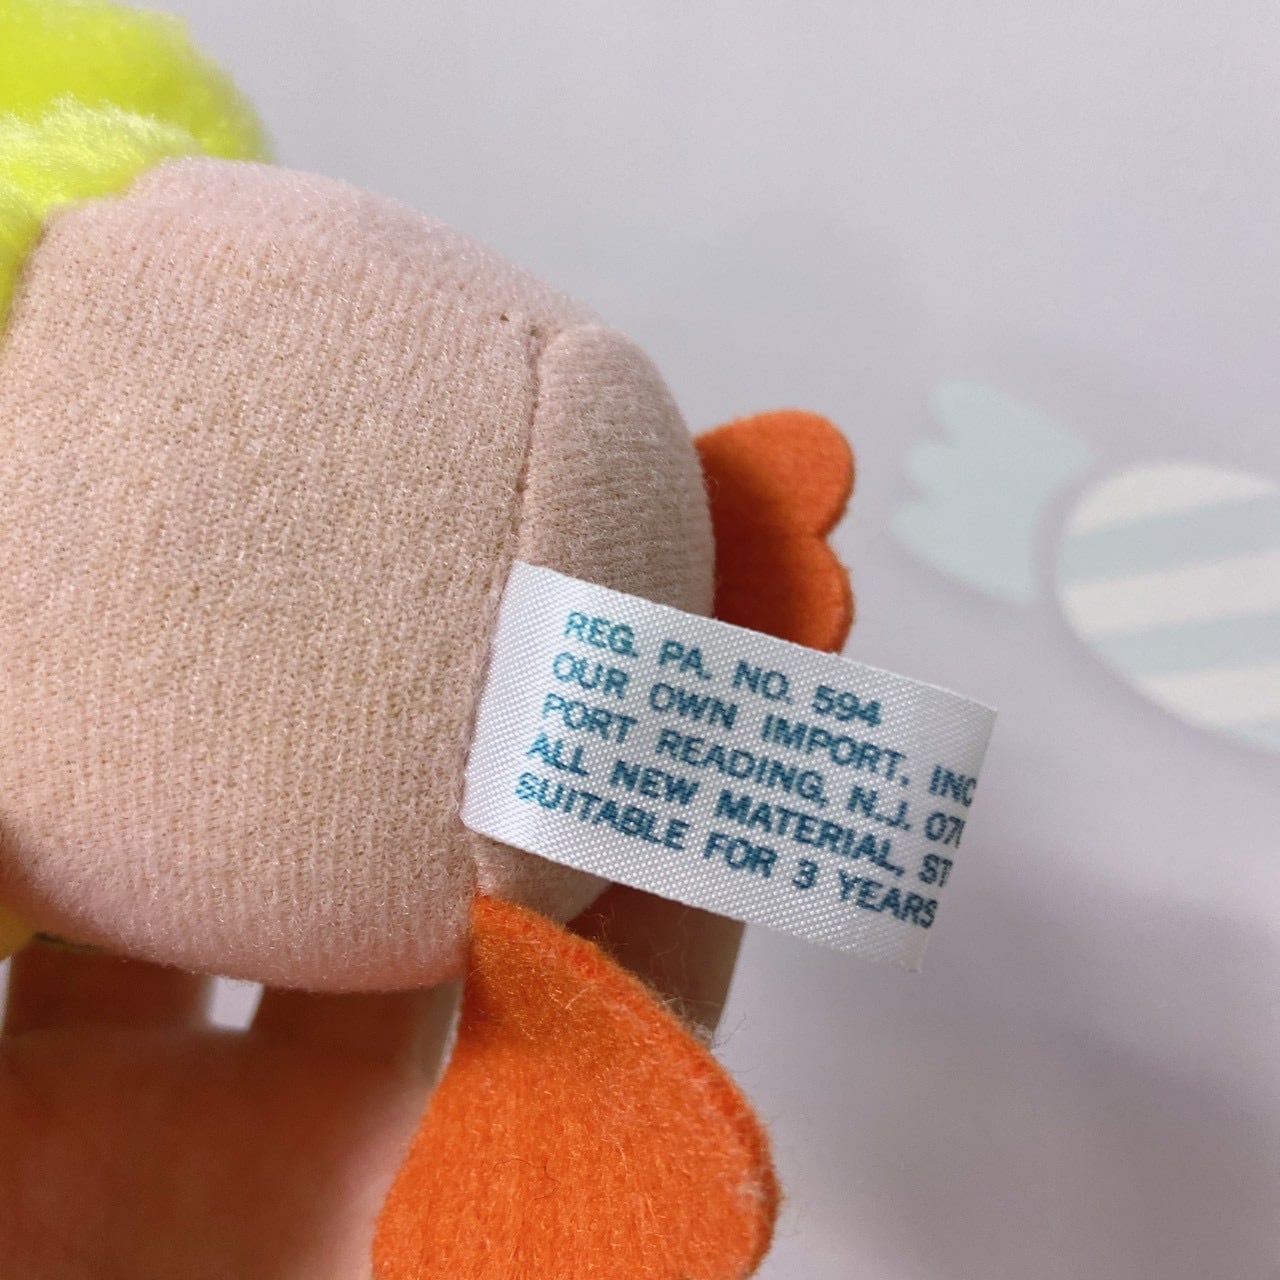 REG. PA. NO. 594
OUR OWN IMPORT, INC
PORT READING, N.J. 07
ALL NEW MATERIAL, ST
SUITABLE FOR 3 YEARS